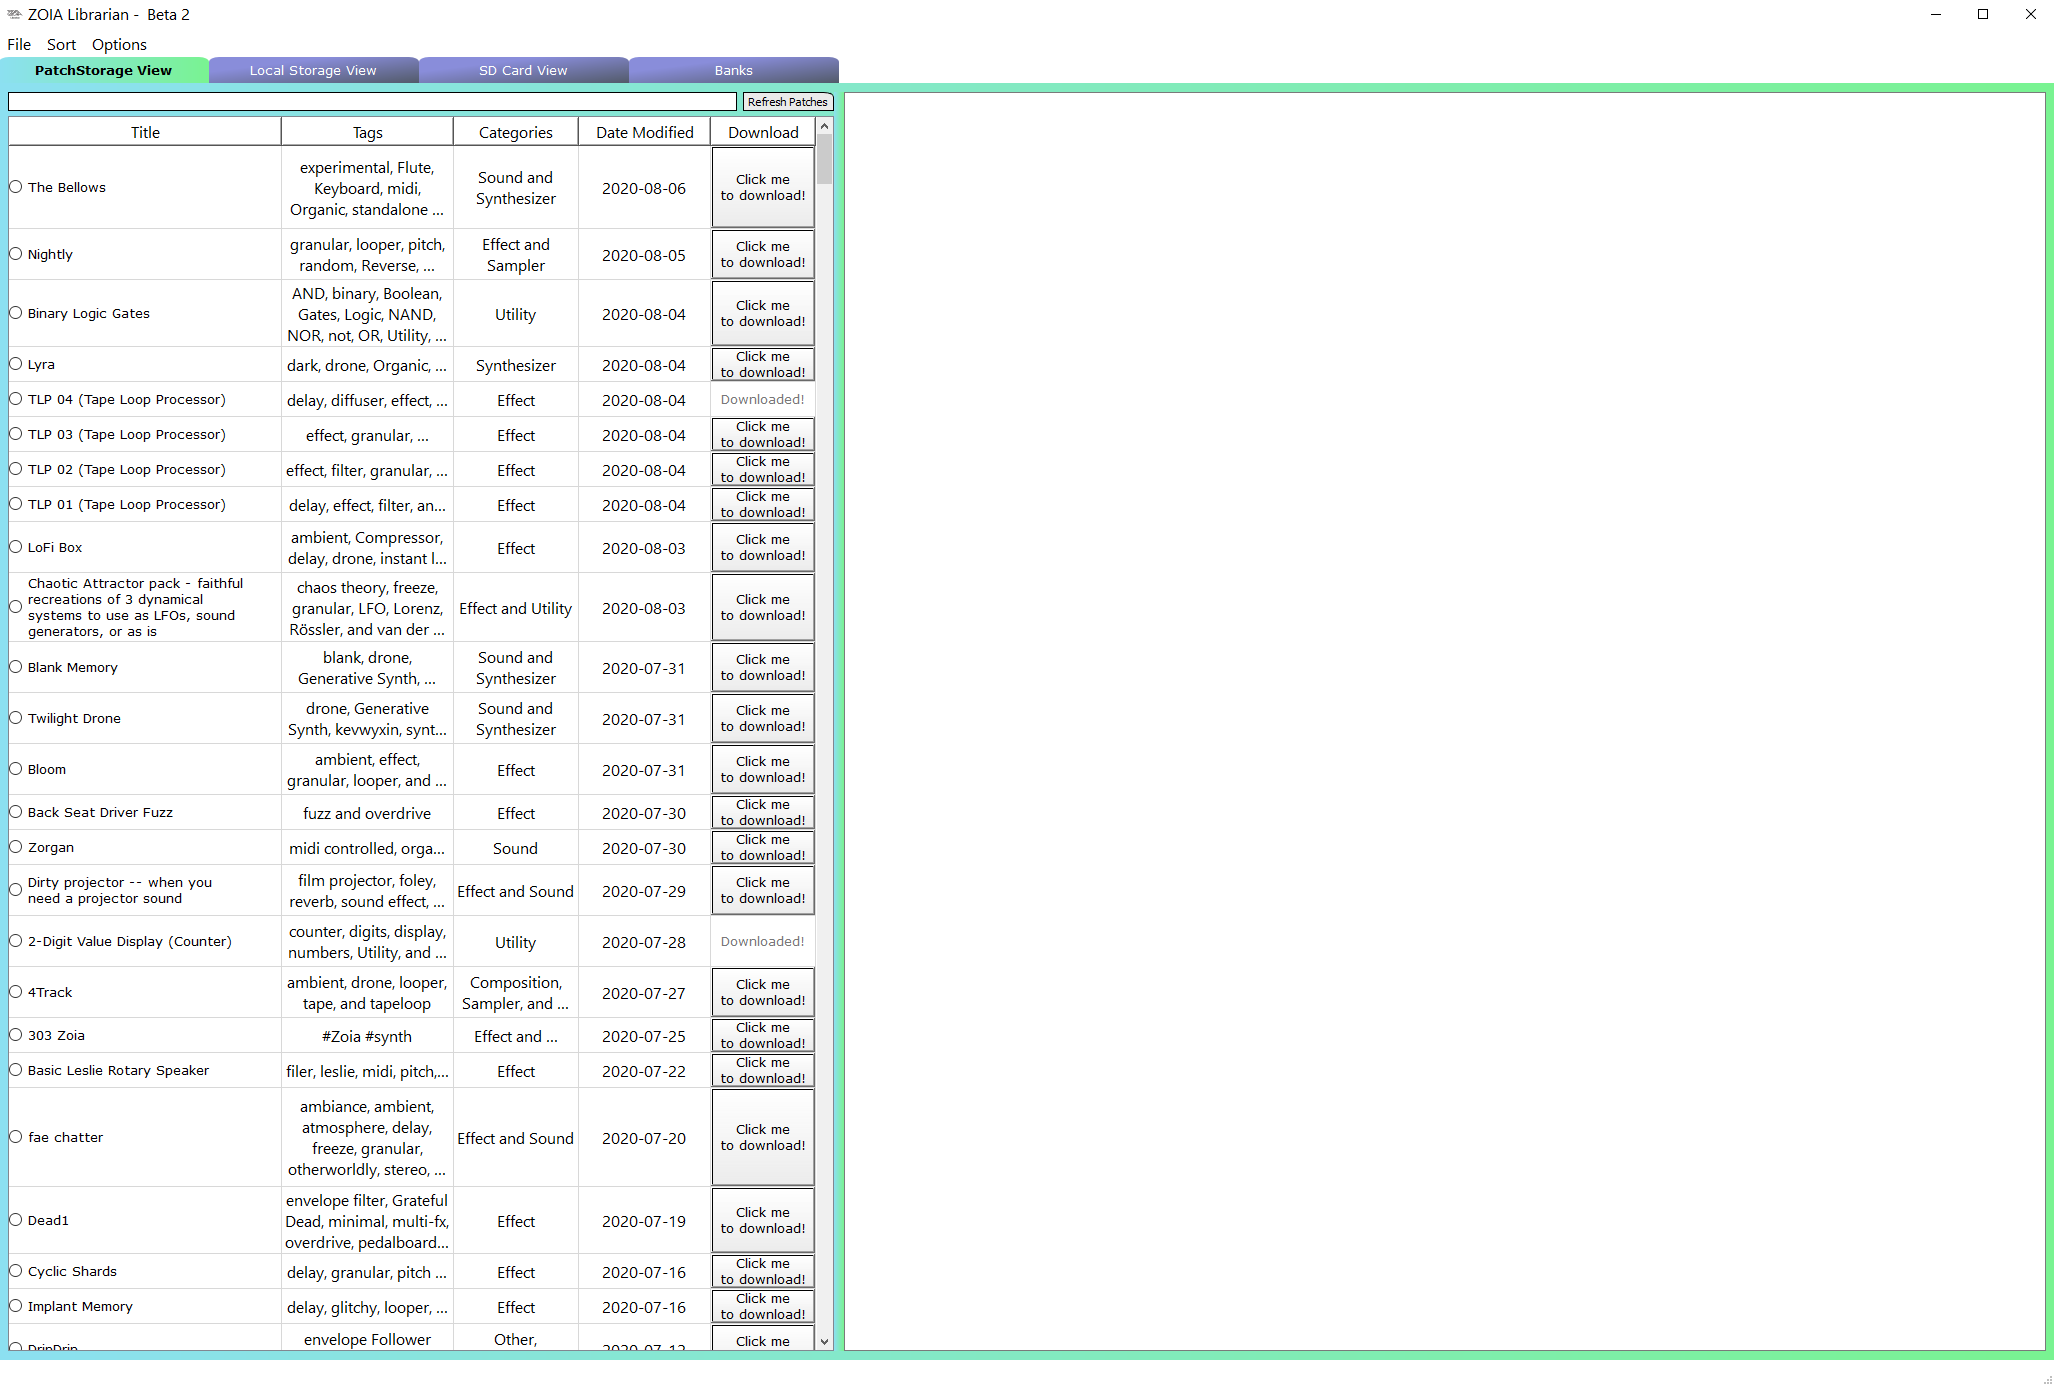 ZOIA Librarian - Beta 2
File Sort Options
PatchStorage View Local Storage View SD Card View Banks
Refresh Patches
Title Tags Categories Date Modified Download
The Bellows
experimental, Flute,
Keyboard, midi,
Organic, standalone ...
Sound and
Synthesizer
2020-08-06
Click me
to download!
Nightly
granular, looper, pitch,
random, Reverse, ...
Effect and
Sampler
2020-08-05
Click me
to download!
Binary Logic Gates
AND, binary, Boolean,
Gates, Logic, NAND,
NOR, not, OR, Utility, ...
Utility
2020-08-04
Click me
to download!
Lyra
dark, drone, Organic, ...
Synthesizer
2020-08-04
Click me
to download!
TLP 04 (Tape Loop Processor)
delay, diffuser, effect, ...
Effect
2020-08-04
Downloaded!
TLP 03 (Tape Loop Processor)
effect, granular, ...
Effect
2020-08-04
Click me
to download!
TLP 02 (Tape Loop Processor)
effect, filter, granular, ...
Effect
2020-08-04
Click me
to download!
TLP 01 (Tape Loop Processor)
delay, effect, filter, an...
Effect
2020-08-04
Click me
to download!
LoFi Box
ambient, Compressor,
delay, drone, instant l...
Effect
2020-08-03
Click me
to download!
Chaotic Attractor pack - faithful
recreations of 3 dynamical
systems to use as LFOs, sound
generators, or as is
chaos theory, freeze,
granular, LFO, Lorenz,
Rössler, and van der ...
Effect and Utility
2020-08-03
Click me
to download!
Blank Memory
blank, drone,
Generative Synth, ...
Sound and
Synthesizer
2020-07-31
Click me
to download!
Twilight Drone
drone, Generative
Synth, kevwyxin, synt...
Sound and
Synthesizer
2020-07-31
Click me
to download!
Bloom
ambient, effect,
granular, looper, and ...
Effect
2020-07-31
Click me
to download!
Back Seat Driver Fuzz
fuzz and overdrive
Effect
2020-07-30
Click me
to download!
Zorgan
midi controlled, orga...
Sound
2020-07-30
Click me
to download!
Dirty projector -- when you
need a projector sound
film projector, foley,
reverb, sound effect, ...
Effect and Sound
2020-07-29
Click me
to download!
2-Digit Value Display (Counter)
counter, digits, display,
numbers, Utility, and ...
Utility
2020-07-28
Downloaded!
4Track
ambient, drone, looper,
tape, and tapeloop
Composition,
Sampler, and ...
2020-07-27
Click me
to download!
303 Zoia
#Zoia #synth
Effect and ...
2020-07-25
Click me
to download!
Basic Leslie Rotary Speaker
filer, leslie, midi, pitch,...
Effect
2020-07-22
Click me
to download!
fae chatter
ambiance, ambient,
atmosphere, delay,
freeze, granular,
otherworldly, stereo, ...
Effect and Sound
2020-07-20
Click me
to download!
Dead1
envelope filter, Grateful
Dead, minimal, multi-fx,
overdrive, pedalboard...
Effect
2020-07-19
Click me
to download!
Cyclic Shards
delay, granular, pitch ...
Effect
2020-07-16
Click me
to download!
Implant Memory
delay, glitchy, looper, ...
Effect
2020-07-16
Click me
to download!
DripDrip
envelope Follower
Other,
Click me